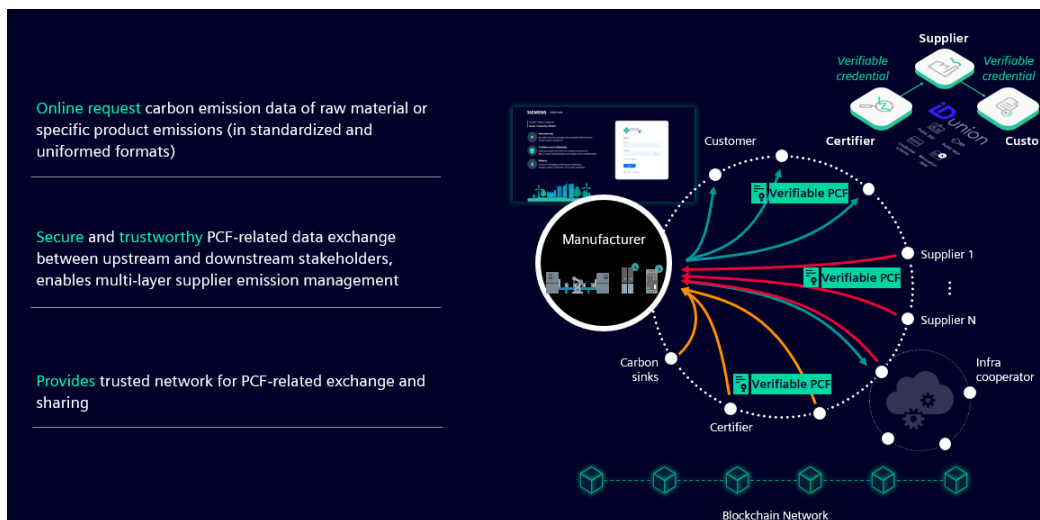 Online request carbon emission data of raw material or
specific product emissions (in standardized and
uniformed formats)
Secure and trustworthy PCF-related data exchange
between upstream and downstream stakeholders,
enables multi-layer supplier emission management
Provides trusted network for PCF-related exchange and
sharing
Supplier
Verifiable
credential
Verifiable
credential
Certifier
Custo
IDunion
SIEMENS
Customer
Verifiable PCF
Manufacturer
Supplier 1
Verifiable PCF
Supplier N
Carbon
sinks
Infra
cooperator
Verifiable PCF
Certifier
Blockchain Network